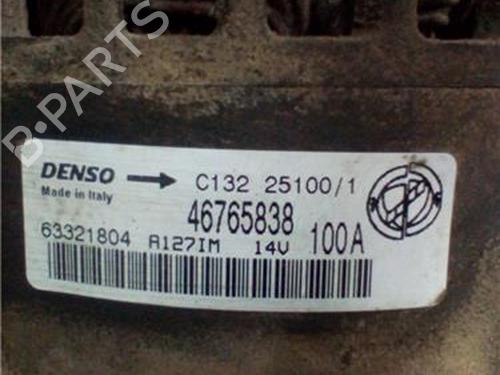 B-PARTS
DENSO → C132 25100/1
Made in Italy
46765838
63321804 A127IM 14V 100A